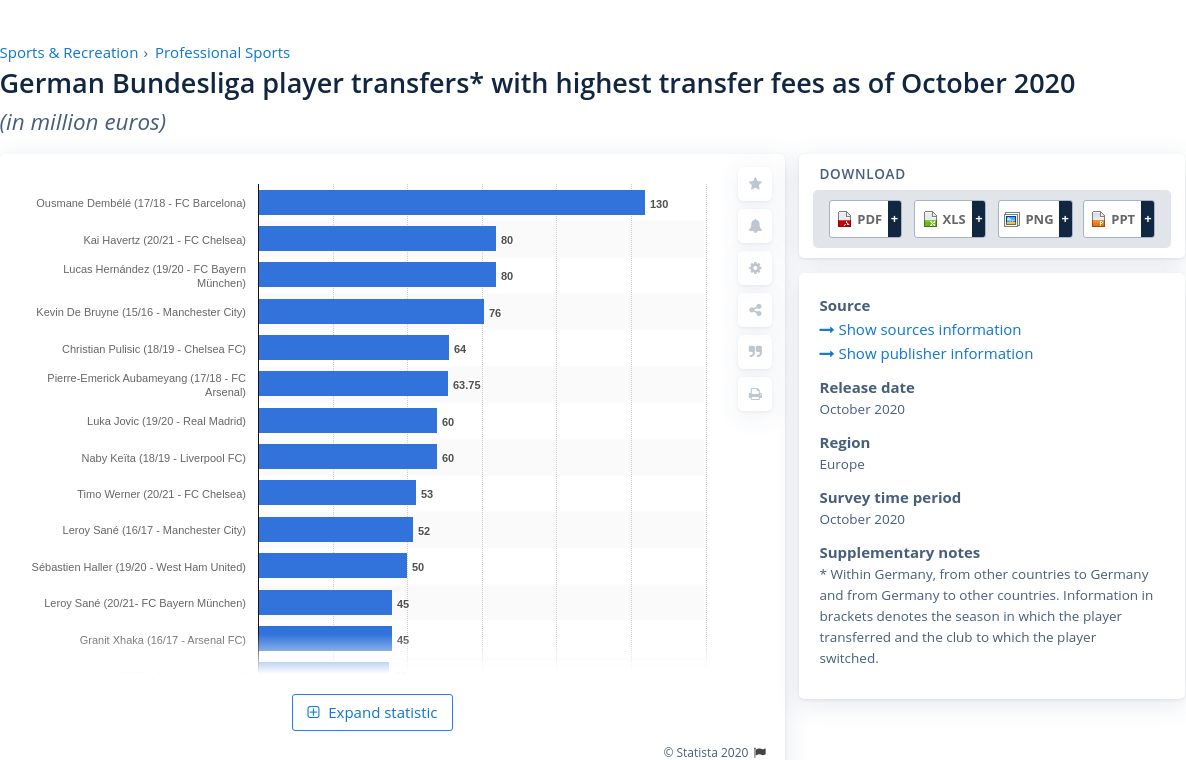 Sports & Recreation › Professional Sports
German Bundesliga player transfers* with highest transfer fees as of October 2020
(in million euros)
Ousmane Dembélé (17/18 - FC Barcelona) 130
Kai Havertz (20/21 - FC Chelsea) 80
Lucas Hernández (19/20 - FC Bayern
München) 80
Kevin De Bruyne (15/16 - Manchester City) 76
Christian Pulisic (18/19 - Chelsea FC) 64
Pierre-Emerick Aubameyang (17/18 - FC
Arsenal) 63.75
Luka Jovic (19/20 - Real Madrid) 60
Naby Keïta (18/19 - Liverpool FC) 60
Timo Werner (20/21 - FC Chelsea) 53
Leroy Sané (16/17 - Manchester City) 52
Sébastien Haller (19/20 - West Ham United) 50
Leroy Sané (20/21- FC Bayern München) 45
Granit Xhaka (16/17 - Arsenal FC) 45
Expand statistic
© Statista 2020
DOWNLOAD
PDF + XLS + PNG + PPT +
Source
Show sources information
Show publisher information
Release date
October 2020
Region
Europe
Survey time period
October 2020
Supplementary notes
* Within Germany, from other countries to Germany
and from Germany to other countries. Information in
brackets denotes the season in which the player
transferred and the club to which the player
switched.